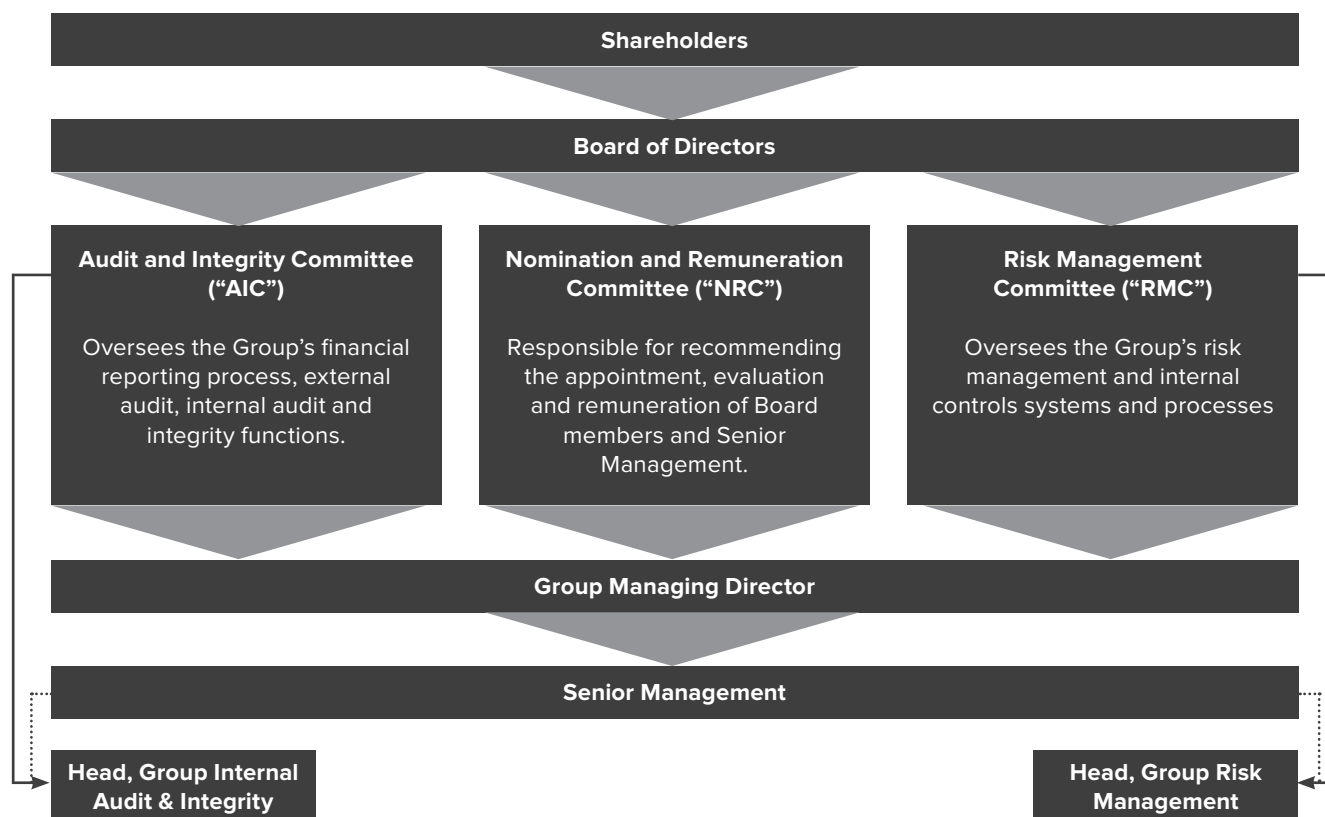 Shareholders
Board of Directors
Audit and Integrity Committee
(“AIC”)
Oversees the Group’s financial
reporting process, external
audit, internal audit and
integrity functions.
Nomination and Remuneration
Committee (“NRC”)
Responsible for recommending
the appointment, evaluation
and remuneration of Board
members and Senior
Management.
Risk Management
Committee (“RMC”)
Oversees the Group’s risk
management and internal
controls systems and processes
Group Managing Director
Senior Management
Head, Group Internal
Audit & Integrity
Head, Group Risk
Management